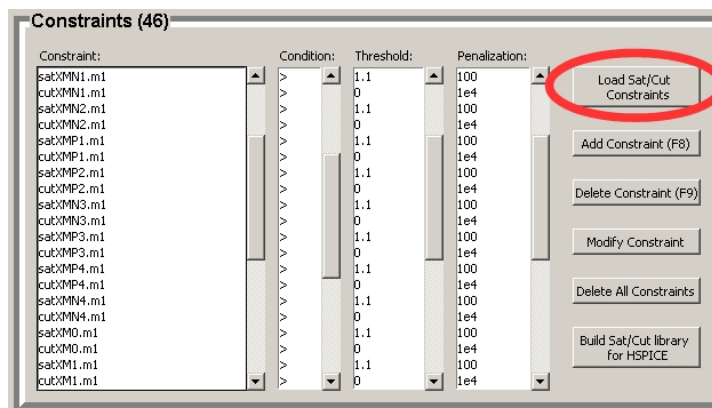 Constraints (46)
Constraint: Condition: Threshold: Penalization:
satXMN1.m1 > 1.1 100
cutXMN1.m1 > 0 1e4
satXMN2.m1 > 1.1 100
cutXMN2.m1 > 0 1e4
satXMP1.m1 > 1.1 100
cutXMP1.m1 > 0 1e4
satXMP2.m1 > 1.1 100
cutXMP2.m1 > 0 1e4
satXMN3.m1 > 1.1 100
cutXMN3.m1 > 0 1e4
satXMP3.m1 > 1.1 100
cutXMP3.m1 > 0 1e4
satXMP4.m1 > 1.1 100
cutXMP4.m1 > 0 1e4
satXMN4.m1 > 1.1 100
cutXMN4.m1 > 0 1e4
satXM0.m1 > 1.1 100
cutXM0.m1 > 0 1e4
satXM1.m1 > 1.1 100
cutXM1.m1 > 0 1e4
Load Sat/Cut
Constraints
Add Constraint (F8)
Delete Constraint (F9)
Modify Constraint
Delete All Constraints
Build Sat/Cut library
for HSPICE